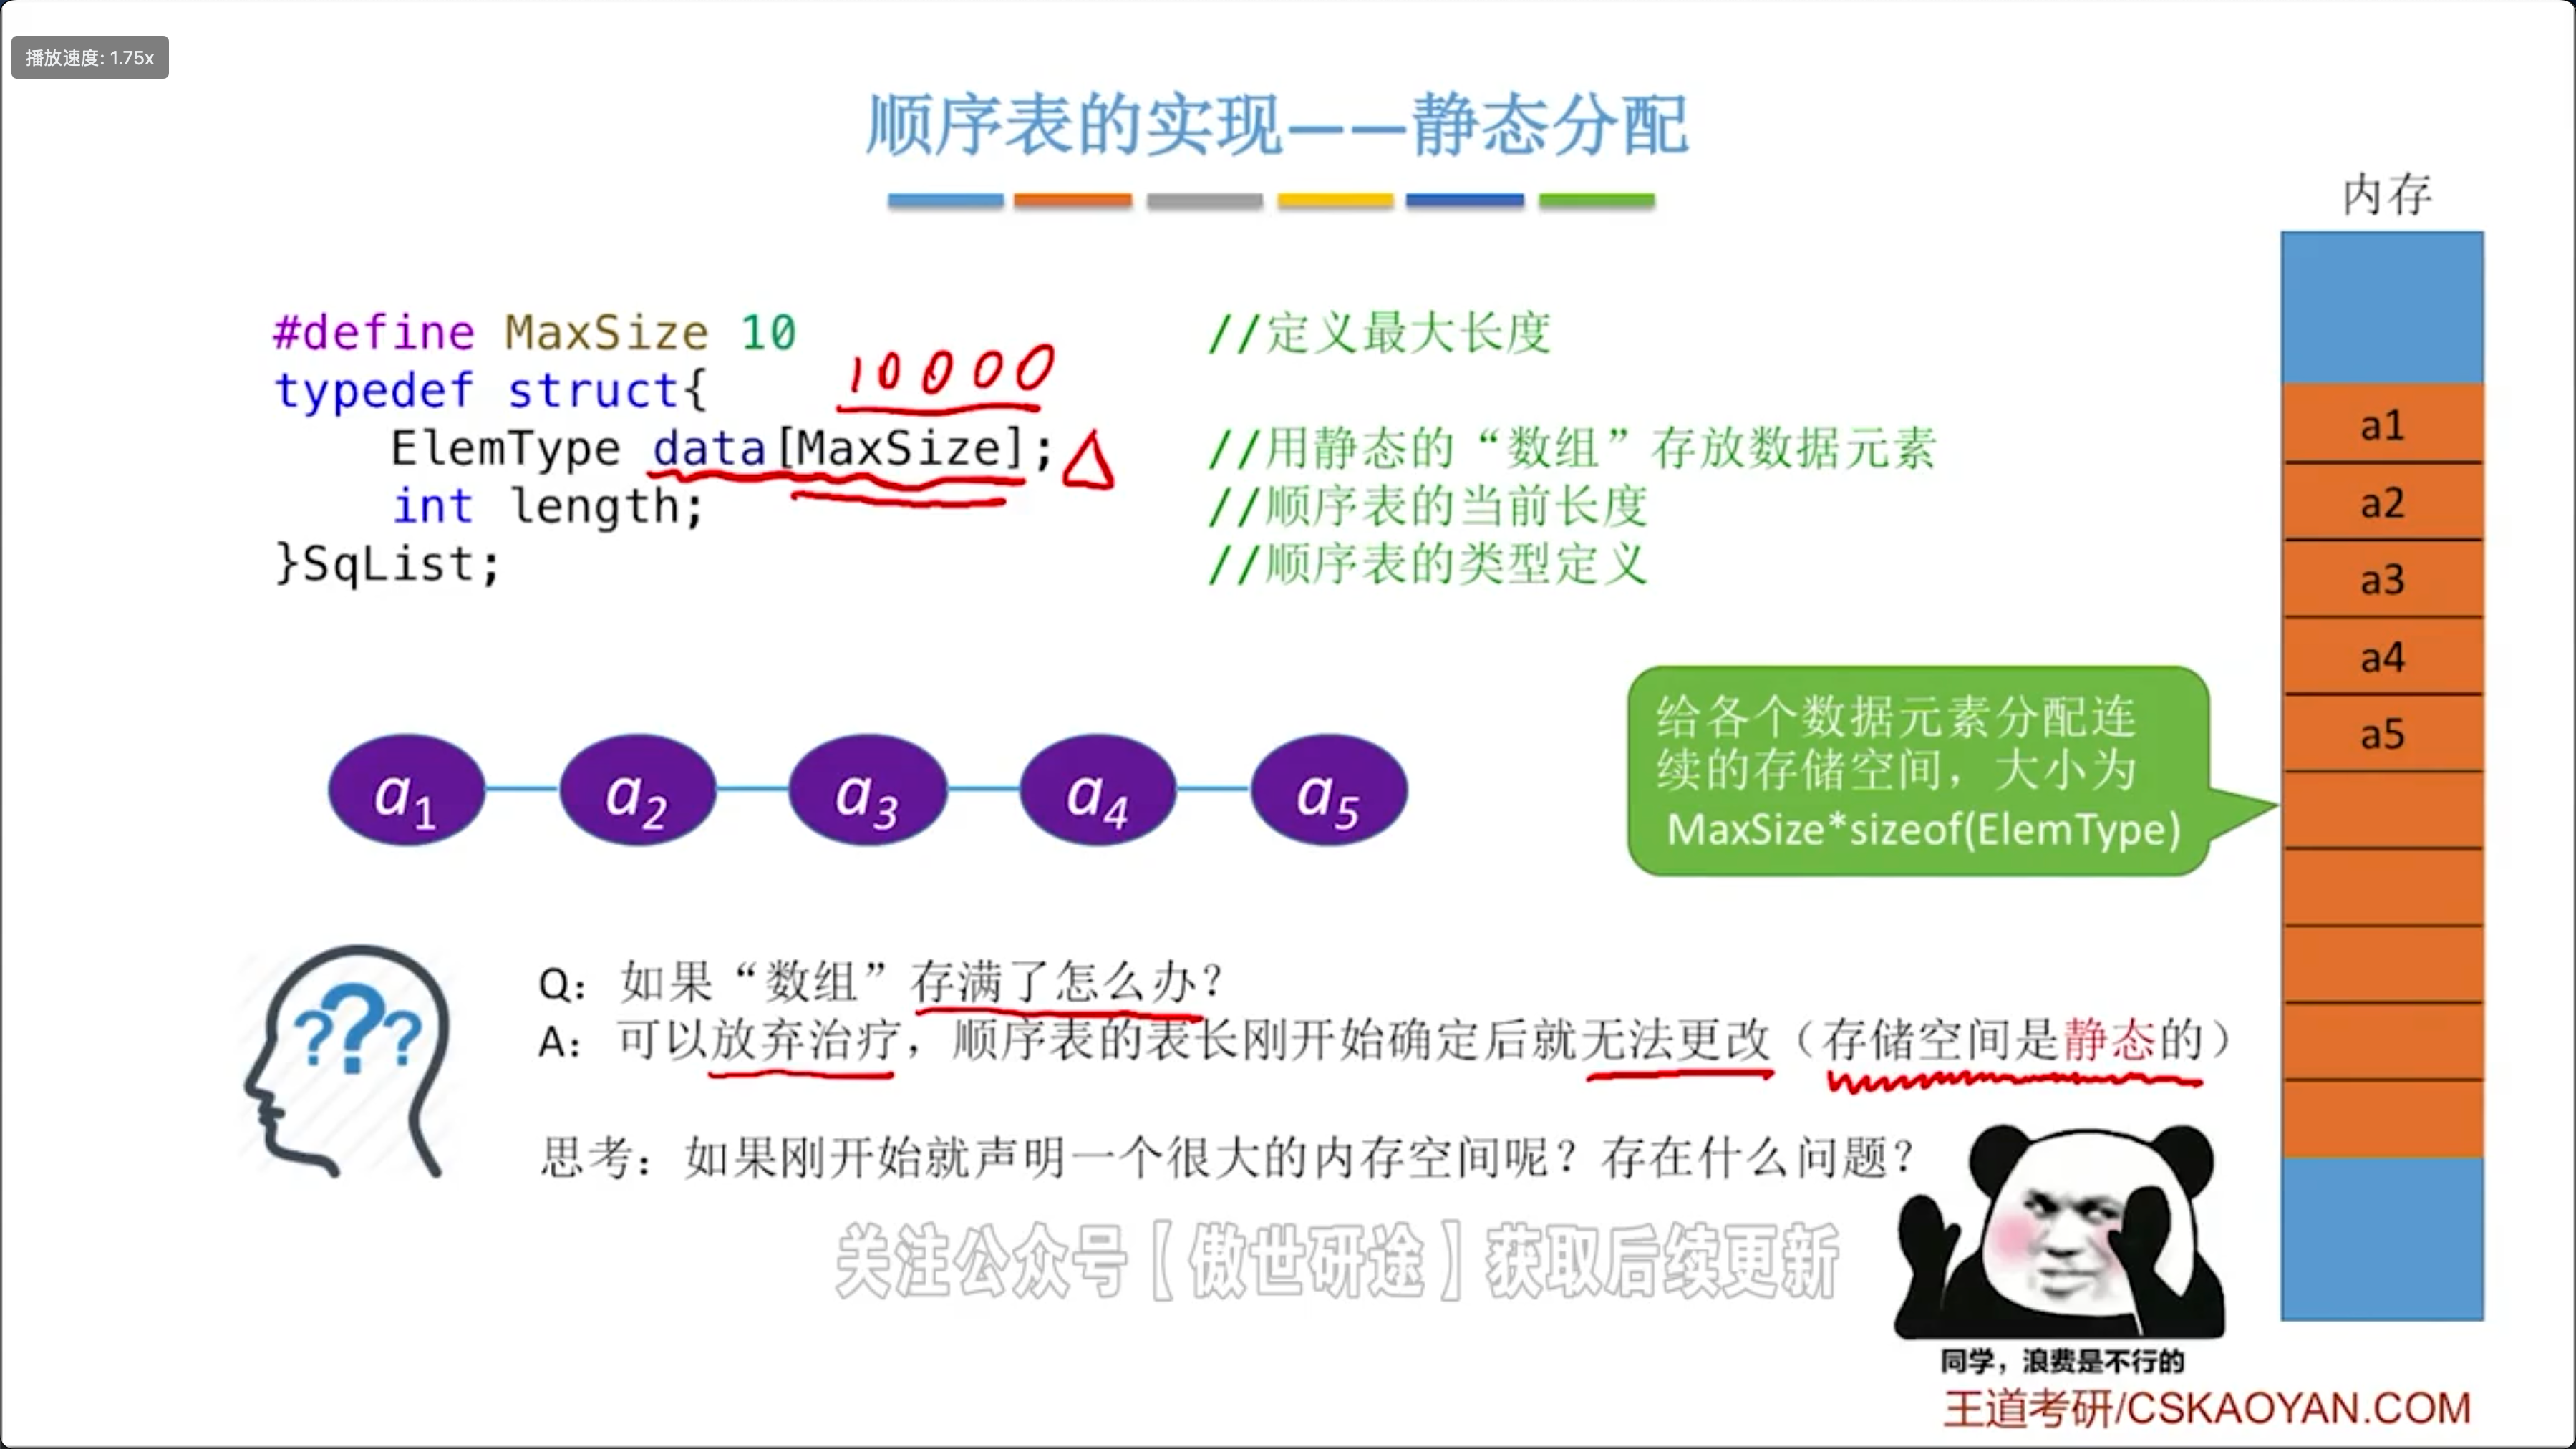 播放速度: 1.75x
顺序表的实现——静态分配
内存
#define MaxSize 10 //定义最大长度
10000
typedef struct{
ElemType data[MaxSize]; //用静态的“数组”存放数据元素
int length; //顺序表的当前长度
}SqList; //顺序表的类型定义
a1
a2
a3
a4
a5
给各个数据元素分配连
续的存储空间，大小为
MaxSize*sizeof(ElemType)
a1 a2 a3 a4 a5
???
Q：如果“数组”存满了怎么办？
A：可以放弃治疗，顺序表的表长刚开始确定后就无法更改（存储空间是静态的）
思考：如果刚开始就声明一个很大的内存空间呢？存在什么问题？
关注公众号【傲世研途】获取后续更新
同学，浪费是不行的
王道考研/CSKAOYAN.COM